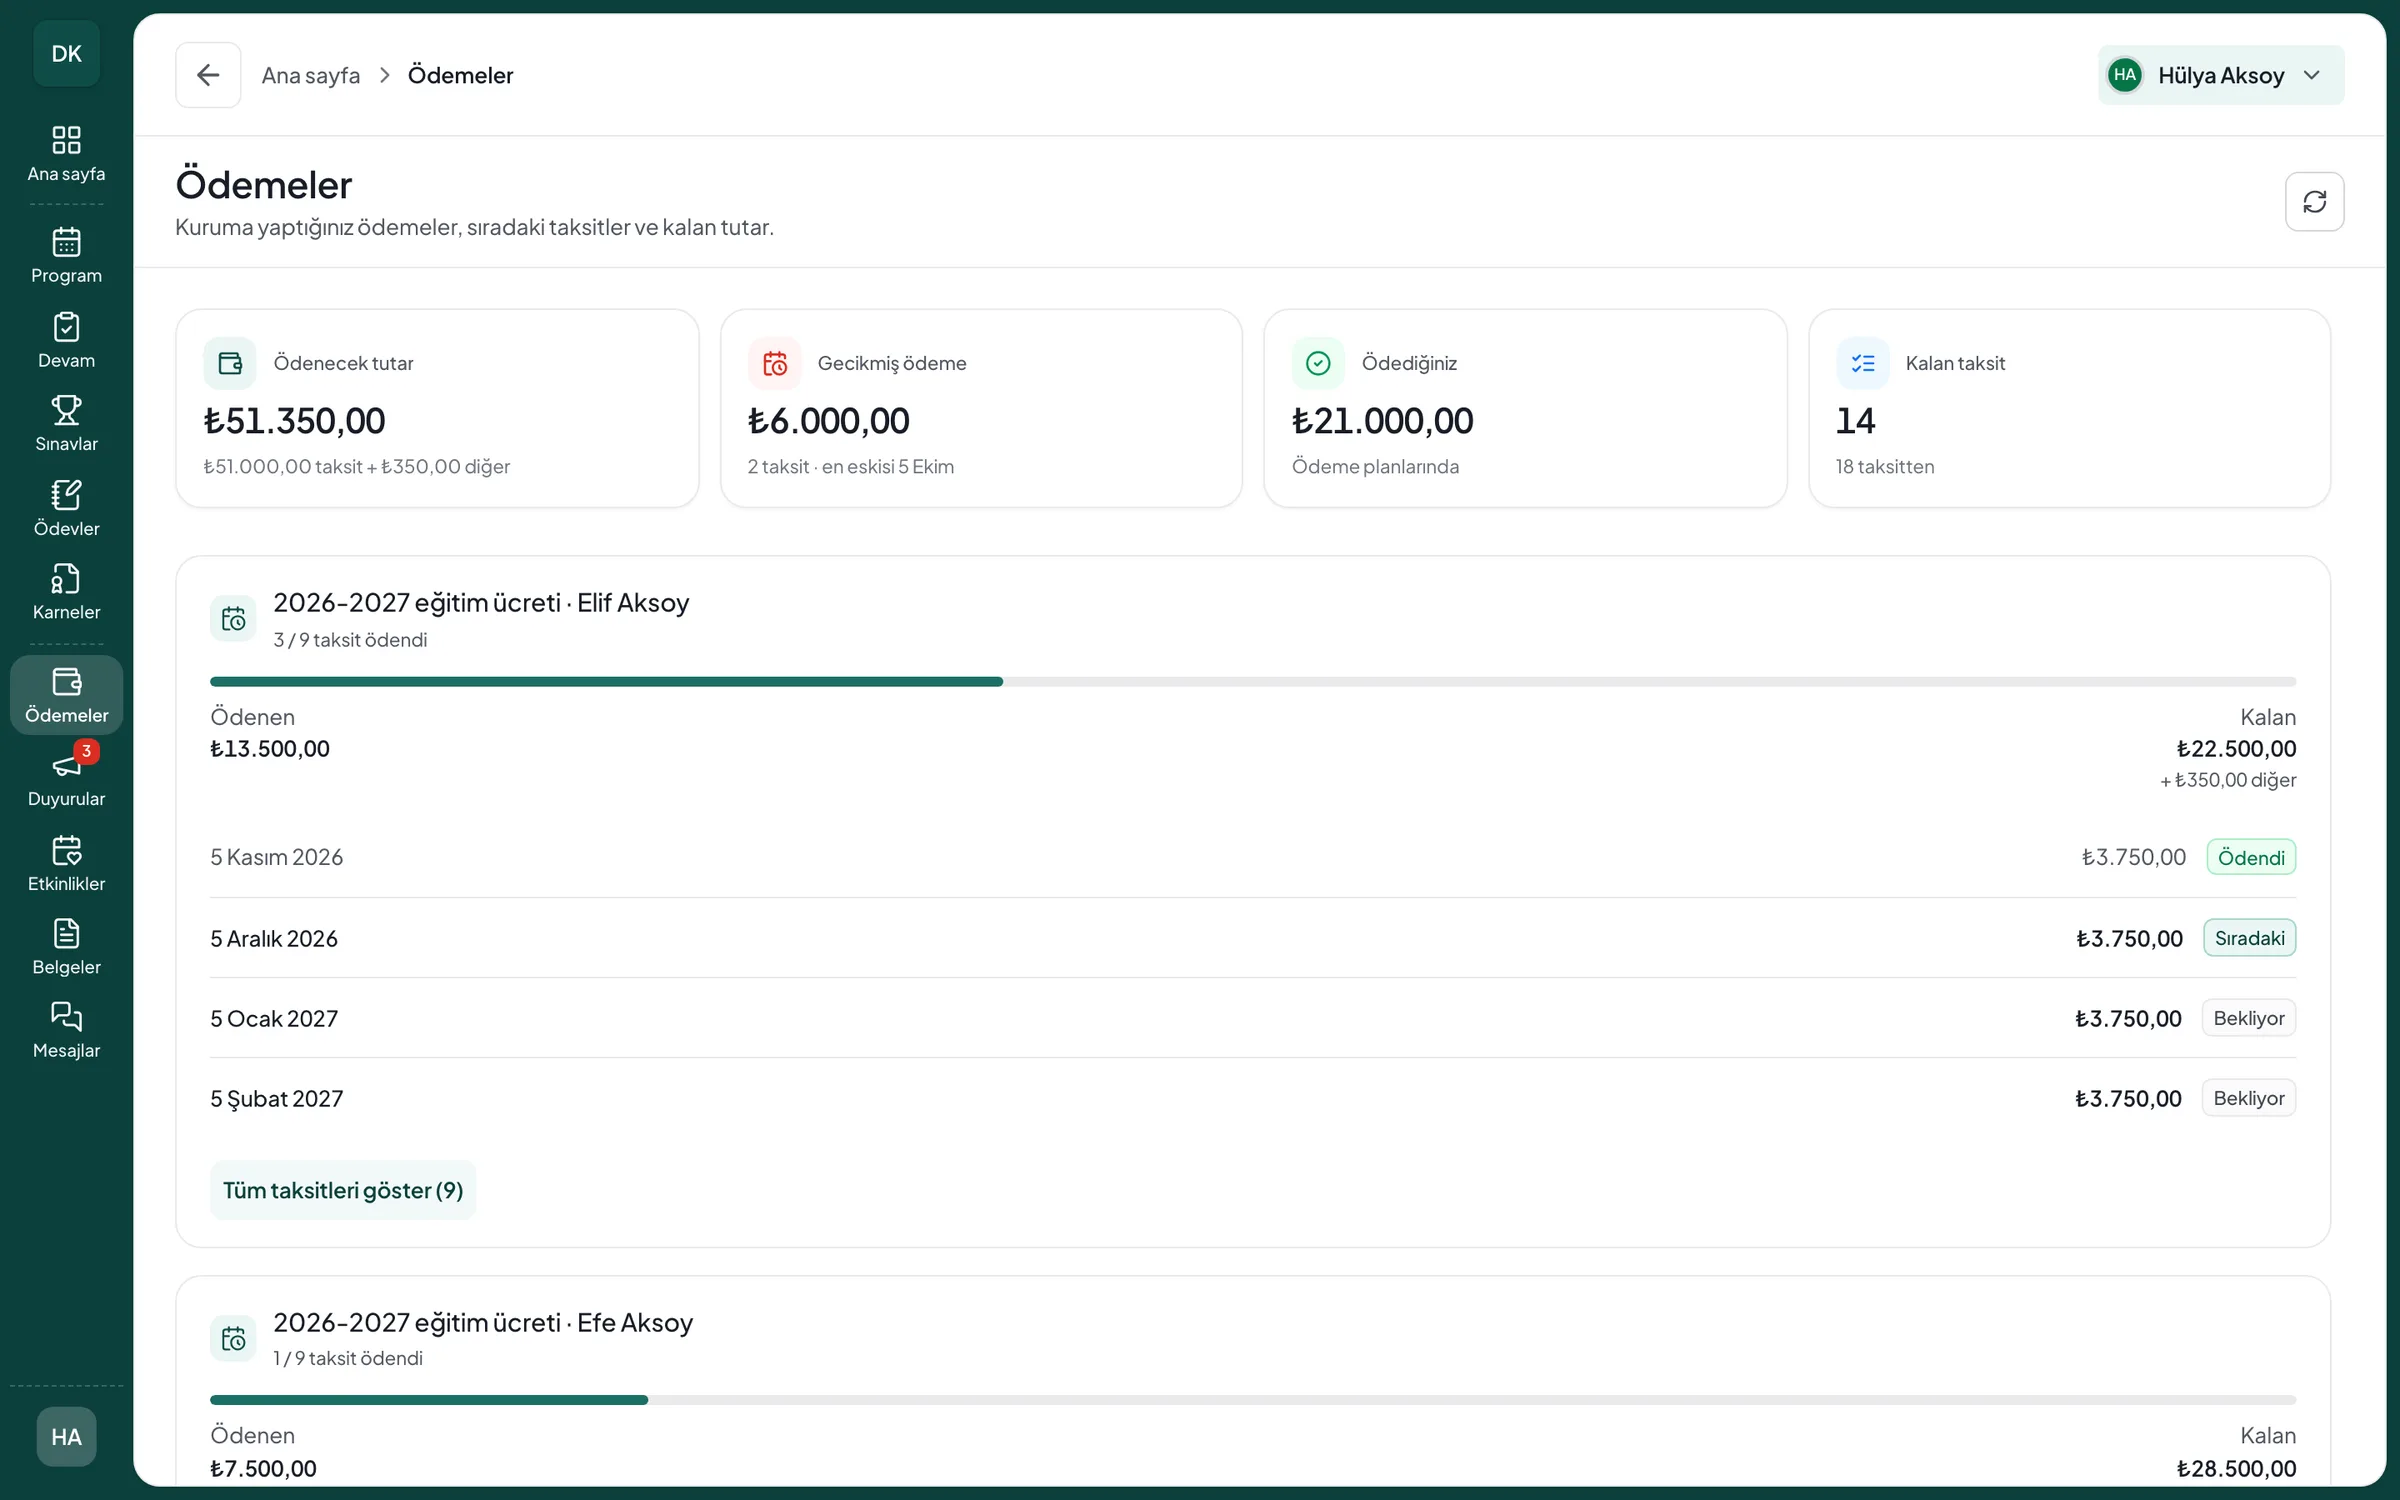 DK
Ana sayfa
Program
Devam
Sınavlar
Ödevler
Karneler
Ödemeler
3
Duyurular
Etkinlikler
Belgeler
Mesajlar
HA
Ana sayfa > Ödemeler
HA Hülya Aksoy
Ödemeler
Kuruma yaptığınız ödemeler, sıradaki taksitler ve kalan tutar.
Ödenecek tutar
₺51.350,00
₺51.000,00 taksit + ₺350,00 diğer
Gecikmiş ödeme
₺6.000,00
2 taksit · en eskisi 5 Ekim
Ödediğiniz
₺21.000,00
Ödeme planlarında
Kalan taksit
14
18 taksitten
2026-2027 eğitim ücreti · Elif Aksoy
3 / 9 taksit ödendi
Ödenen
₺13.500,00
Kalan
₺22.500,00
+ ₺350,00 diğer
5 Kasım 2026 ₺3.750,00 Ödendi
5 Aralık 2026 ₺3.750,00 Sıradaki
5 Ocak 2027 ₺3.750,00 Bekliyor
5 Şubat 2027 ₺3.750,00 Bekliyor
Tüm taksitleri göster (9)
2026-2027 eğitim ücreti · Efe Aksoy
1 / 9 taksit ödendi
Ödenen
₺7.500,00
Kalan
₺28.500,00